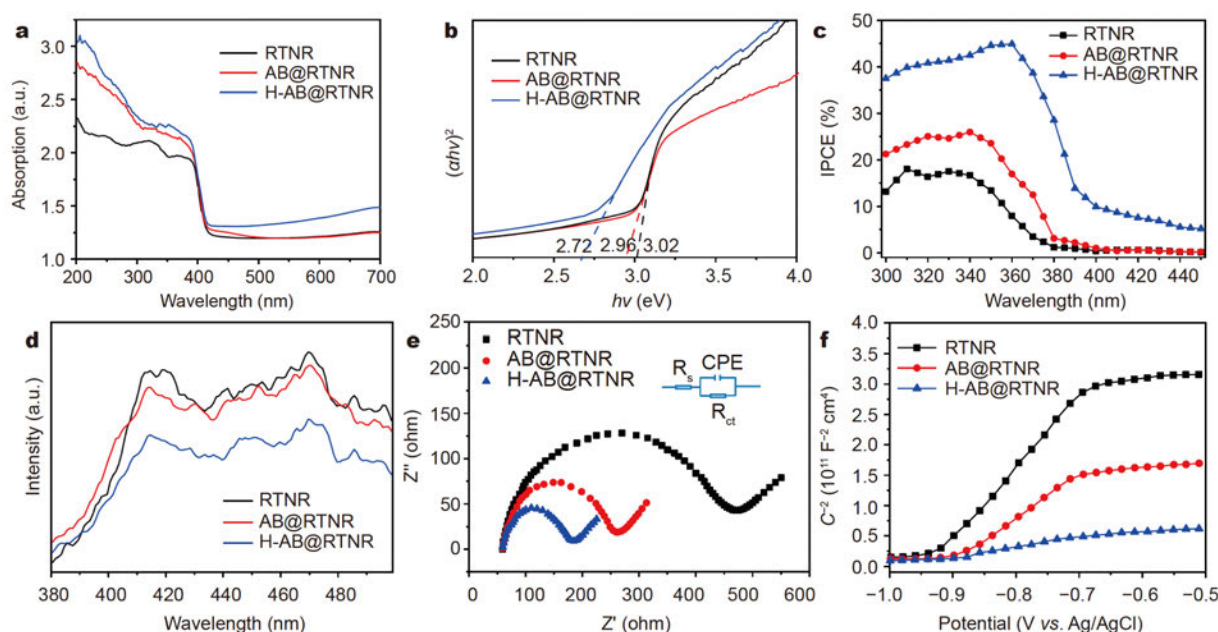 a
3.0
2.5
2.0
1.5
1.0
Absorption (a.u.)
RTNR
AB@RTNR
H-AB@RTNR
200 300 400 500 600 700
Wavelength (nm)
b
(αhv)²
RTNR
AB@RTNR
H-AB@RTNR
2.72 2.96 3.02
2.0 2.5 3.0 3.5 4.0
hv (eV)
c
50
40
30
20
10
0
IPCE (%)
RTNR
AB@RTNR
H-AB@RTNR
300 320 340 360 380 400 420 440
Wavelength (nm)
d
Intensity (a.u.)
RTNR
AB@RTNR
H-AB@RTNR
380 400 420 440 460 480
Wavelength (nm)
e
250
200
150
100
50
0
Z" (ohm)
RTNR
AB@RTNR
H-AB@RTNR
Rs CPE
Rct
0 100 200 300 400 500 600
Z' (ohm)
f
4.0
3.5
3.0
2.5
2.0
1.5
1.0
0.5
0
C⁻² (10¹¹ F⁻² cm⁴)
RTNR
AB@RTNR
H-AB@RTNR
−1.0 −0.9 −0.8 −0.7 −0.6 −0.5
Potential (V vs. Ag/AgCl)